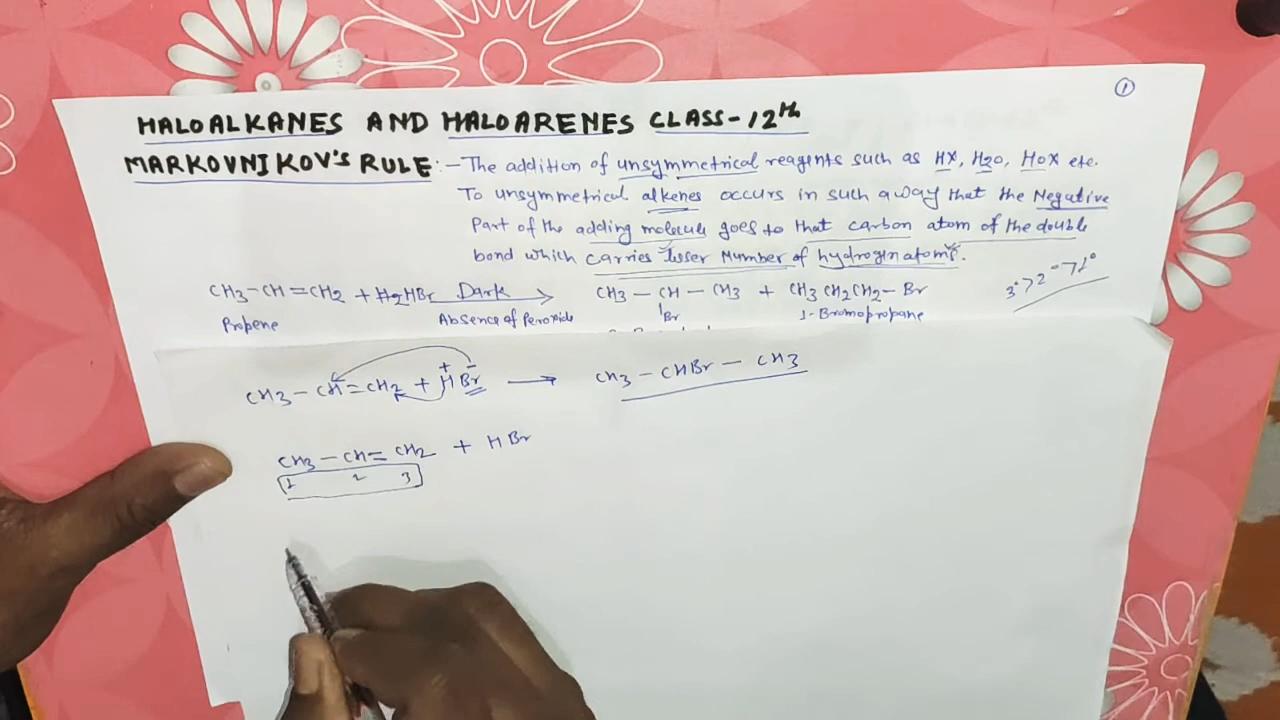 ①
HALOALKANES AND HALOARENES CLASS-12th
MARKOVNIKOV'S RULE:- The addition of unsymmetrical reagents such as HX, H2O, HOX etc.
To unsymmetrical alkenes occurs in such a way that the Negative
Part of the adding molecule goes to that carbon atom of the double
bond which carries lesser Number of hydrogen atoms.
CH3-CH=CH2 + HBr Dark → CH3 - CH - CH3 + CH3 CH2 CH2 - Br
3°>2°>1°
Propene Absence of Peroxide Br 1-Bromopropane
CH3-CH=CH2 + H+ Br- → CH3 - CHBr - CH3
CH3 - CH = CH2 + HBr
1 2 3